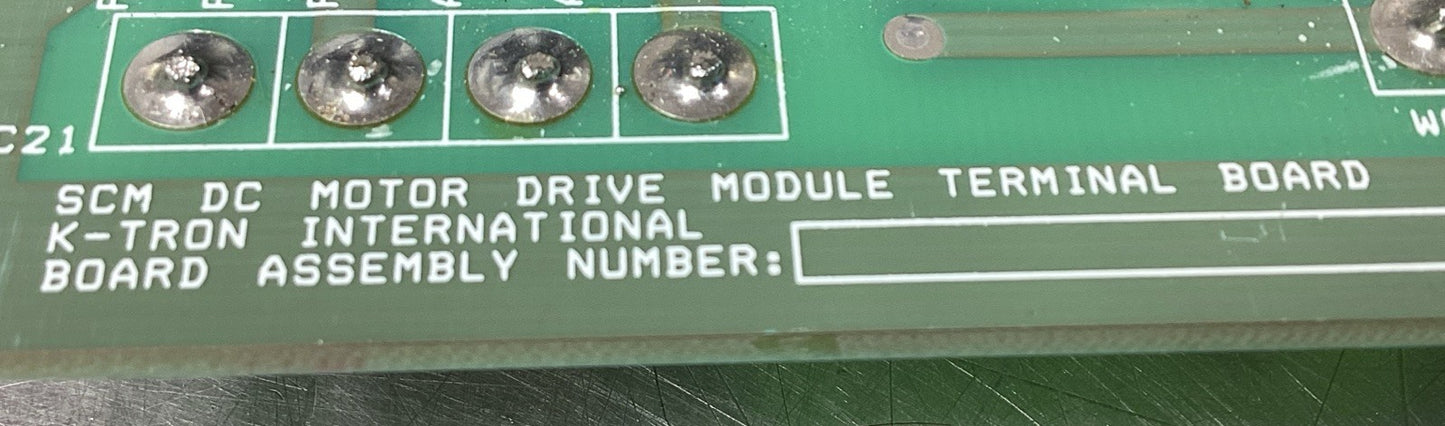 C21
SCM DC MOTOR DRIVE MODULE TERMINAL BOARD
K-TRON INTERNATIONAL
BOARD ASSEMBLY NUMBER: